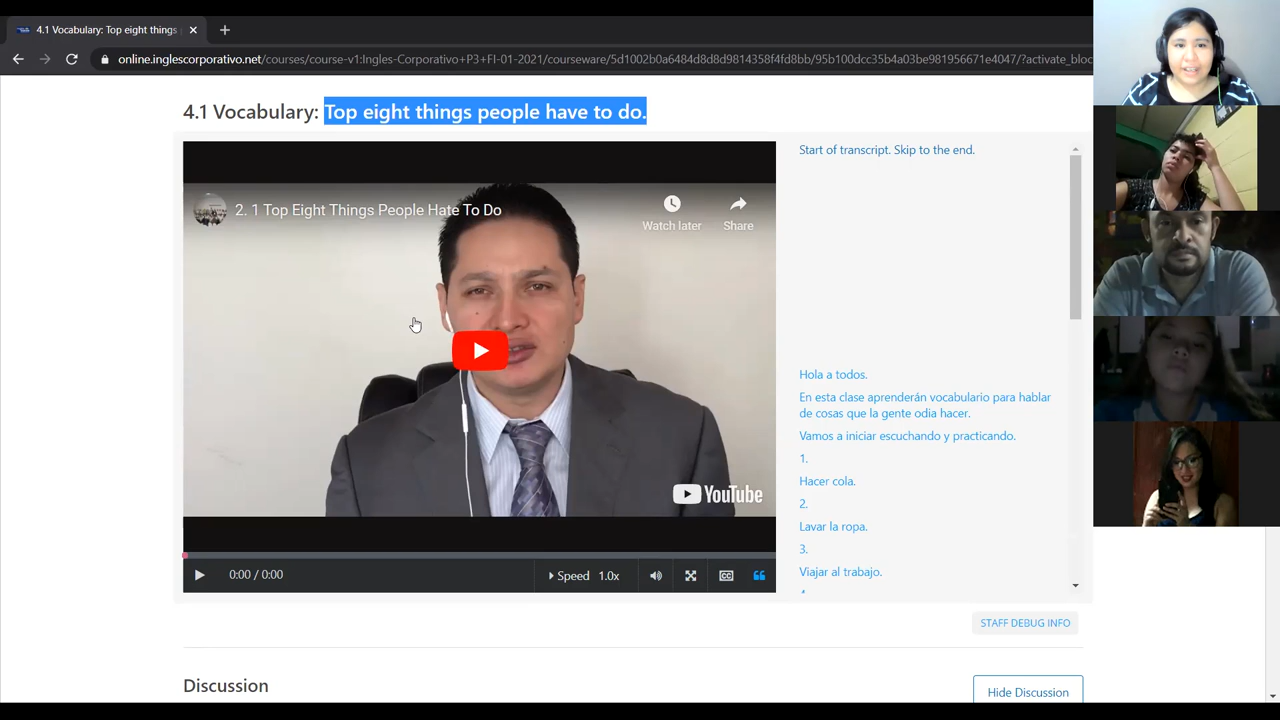 4.1 Vocabulary: Top eight things
online.inglescorporativo.net/courses/course-v1:Ingles-Corporativo+P3+FI-01-2021/courseware/5d1002b0a6484d8d8d9814358f4fd8bb/95b100dcc35b4a03be981956671e4047/?activate_bloc
4.1 Vocabulary: Top eight things people have to do.
2. 1 Top Eight Things People Hate To Do
Watch later
Share
YouTube
0:00 / 0:00
Speed 1.0x
CC
Start of transcript. Skip to the end.
Hola a todos.
En esta clase aprenderán vocabulario para hablar
de cosas que la gente odia hacer.
Vamos a iniciar escuchando y practicando.
1.
Hacer cola.
2.
Lavar la ropa.
3.
Viajar al trabajo.
STAFF DEBUG INFO
Discussion
Hide Discussion